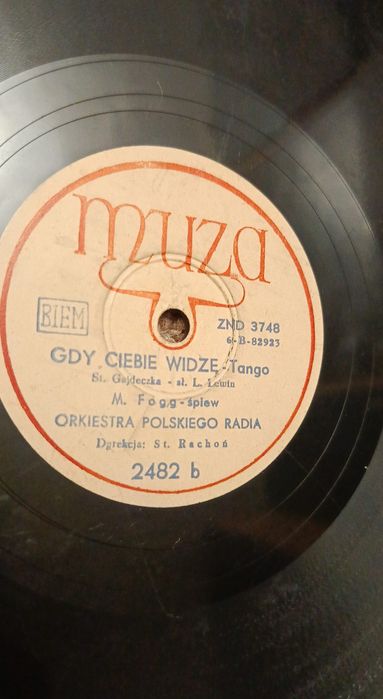 muza
BIEM
ZND 3748
6-B-82923
GDY CIEBIE WIDZĘ - Tango
St. Gajdeczka - sł. L. Lewin
M. Fogg - śpiew
ORKIESTRA POLSKIEGO RADIA
Dyrekcja: St. Rachoń
2482 b